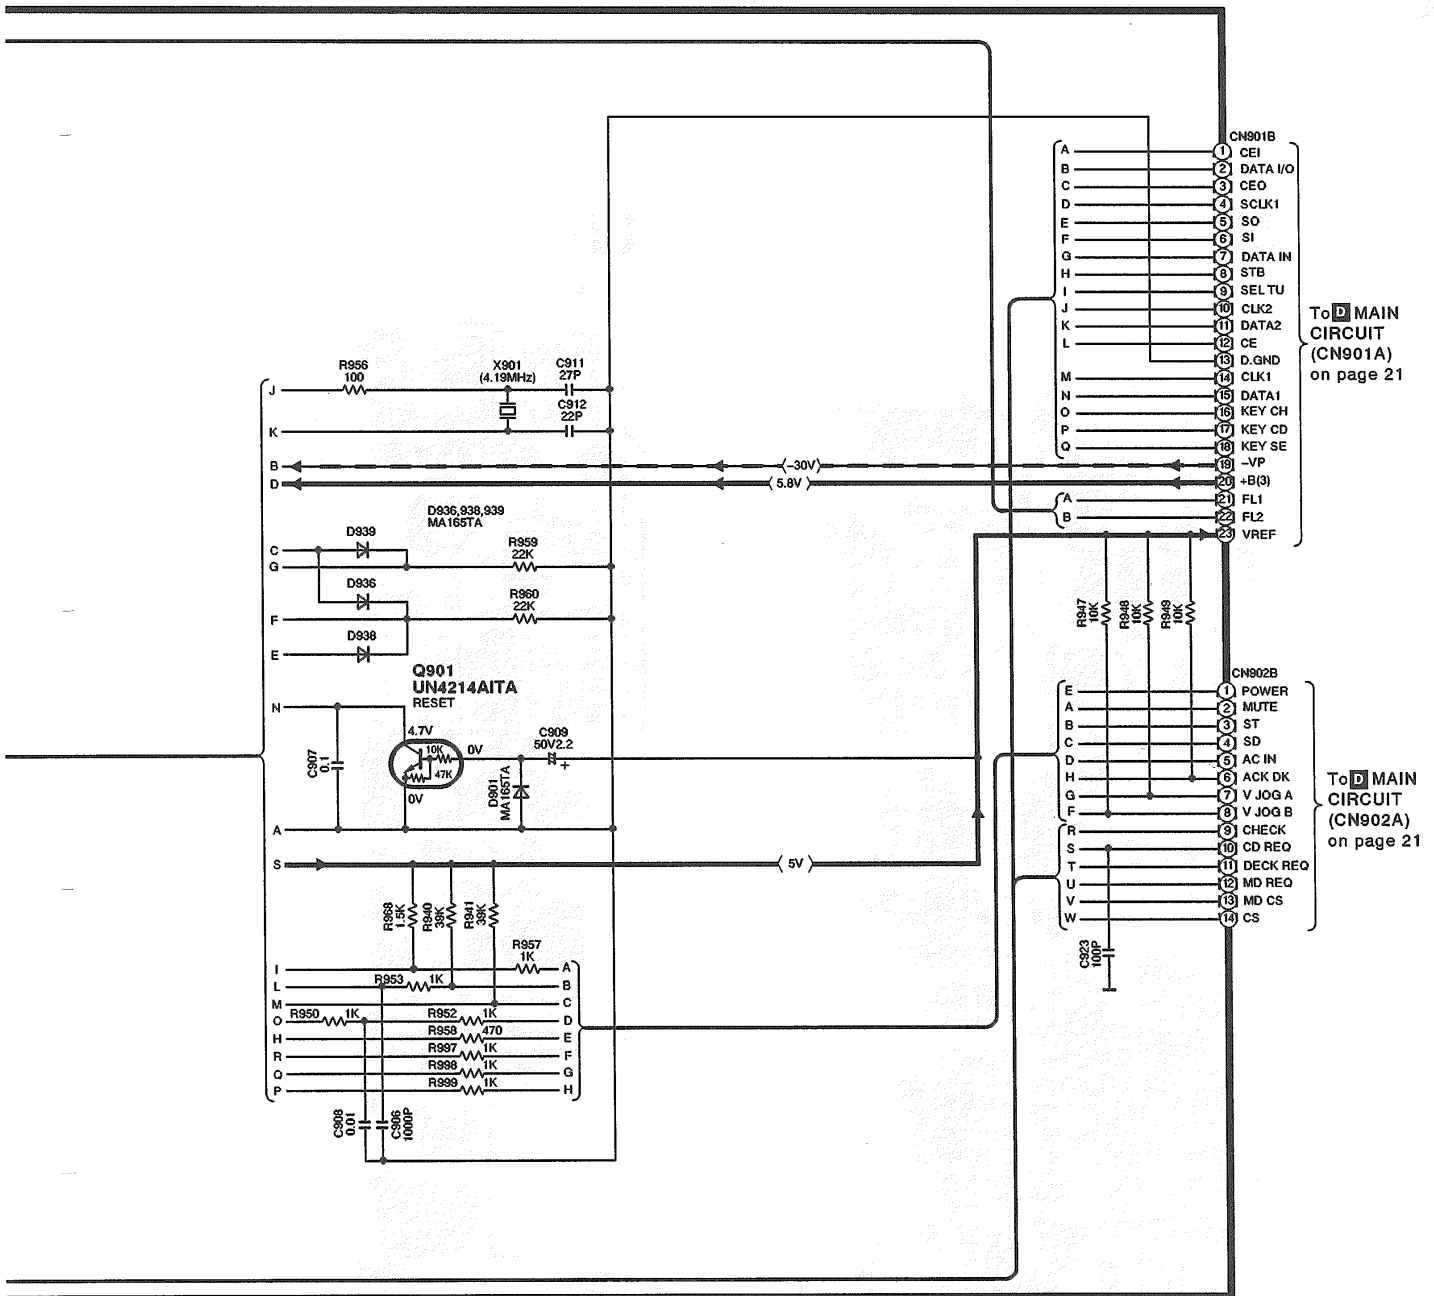 CN901B
A 1 CEI
B 2 DATA I/O
C 3 CEO
D 4 SCLK1
E 5 SO
F 6 SI
G 7 DATA IN
H 8 STB
I 9 SEL TU
J 10 CLK2
K 11 DATA2
L 12 CE
13 D.GND
M 14 CLK1
N 15 DATA1
O 16 KEY CH
P 17 KEY CD
Q 18 KEY SE
19 –VP
20 +B(3)
A 21 FL1
B 22 FL2
23 VREF
To D MAIN
CIRCUIT
(CN901A)
on page 21
R956
100
X901
(4.19MHz)
C911
27P
C912
22P
J
K
B
–30V
D
5.8V
D936,938,939
MA165TA
C
D939
G
R959
22K
D936
F
R960
22K
E
D938
Q901
UN4214AITA
RESET
N
4.7V
10K
0V
47K
0V
C907
0.1
C909
50V2.2
+
D901
MA165TA
A
S
5V
R947
10K
R948
10K
R949
10K
CN902B
E 1 POWER
A 2 MUTE
B 3 ST
C 4 SD
D 5 AC IN
H 6 ACK DK
G 7 V JOG A
F 8 V JOG B
R 9 CHECK
S 10 CD REQ
T 11 DECK REQ
U 12 MD REQ
V 13 MD CS
W 14 CS
To D MAIN
CIRCUIT
(CN902A)
on page 21
C923
100P
R968
1.5K
R940
39K
R941
39K
R957
1K
I A
L R953 1K B
M C
O R950 1K R952 1K D
H R958 470 E
R R997 1K F
Q R998 1K G
P R999 1K H
C908
0.01
C906
1000P